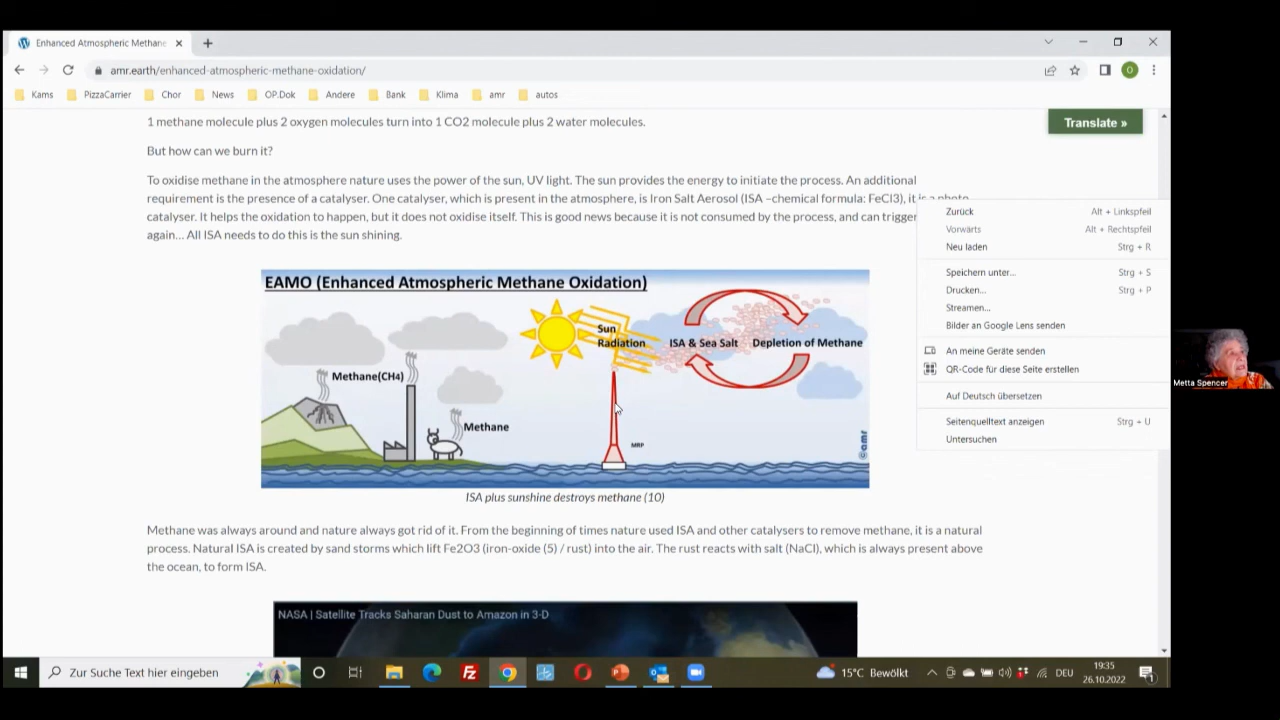 Enhanced Atmospheric Methane
amr.earth/enhanced-atmospheric-methane-oxidation/
O
Kams PizzaCarrier Chor News OP.Dok Andere Bank Klima amr autos
1 methane molecule plus 2 oxygen molecules turn into 1 CO2 molecule plus 2 water molecules.
Translate »
But how can we burn it?
To oxidise methane in the atmosphere nature uses the power of the sun, UV light. The sun provides the energy to initiate the process. An additional
requirement is the presence of a catalyser. One catalyser, which is present in the atmosphere, is Iron Salt Aerosol (ISA –chemical formula: FeCl3), it is a photo
catalyser. It helps the oxidation to happen, but it does not oxidise itself. This is good news because it is not consumed by the process, and can trigger
again... All ISA needs to do this is the sun shining.
Zurück Alt + Linkspfeil
Vorwärts Alt + Rechtspfeil
Neu laden Strg + R
Speichern unter... Strg + S
Drucken... Strg + P
Streamen...
Bilder an Google Lens senden
An meine Geräte senden
QR-Code für diese Seite erstellen
Auf Deutsch übersetzen
Seitenquelltext anzeigen Strg + U
Untersuchen
EAMO (Enhanced Atmospheric Methane Oxidation)
Sun
Radiation
ISA & Sea Salt
Depletion of Methane
Methane(CH4)
Methane
MRP
©amr
ISA plus sunshine destroys methane (10)
Metta Spencer
Methane was always around and nature always got rid of it. From the beginning of times nature used ISA and other catalysers to remove methane, it is a natural
process. Natural ISA is created by sand storms which lift Fe2O3 (iron-oxide (5) / rust) into the air. The rust reacts with salt (NaCl), which is always present above
the ocean, to form ISA.
NASA | Satellite Tracks Saharan Dust to Amazon in 3-D
Zur Suche Text hier eingeben
15°C Bewölkt
DEU
19:35
26.10.2022
1